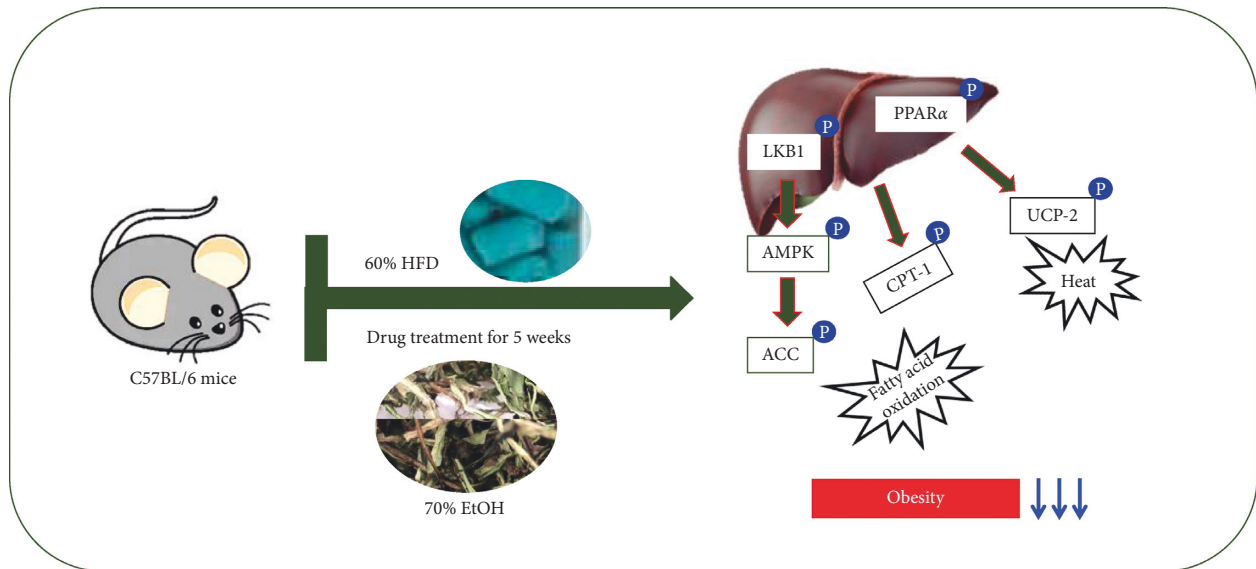 C57BL/6 mice
60% HFD
Drug treatment for 5 weeks
70% EtOH
P
PPARα
P
LKB1
P
UCP-2
P
AMPK
P
CPT-1
Heat
P
ACC
Fatty acid
oxidation
Obesity